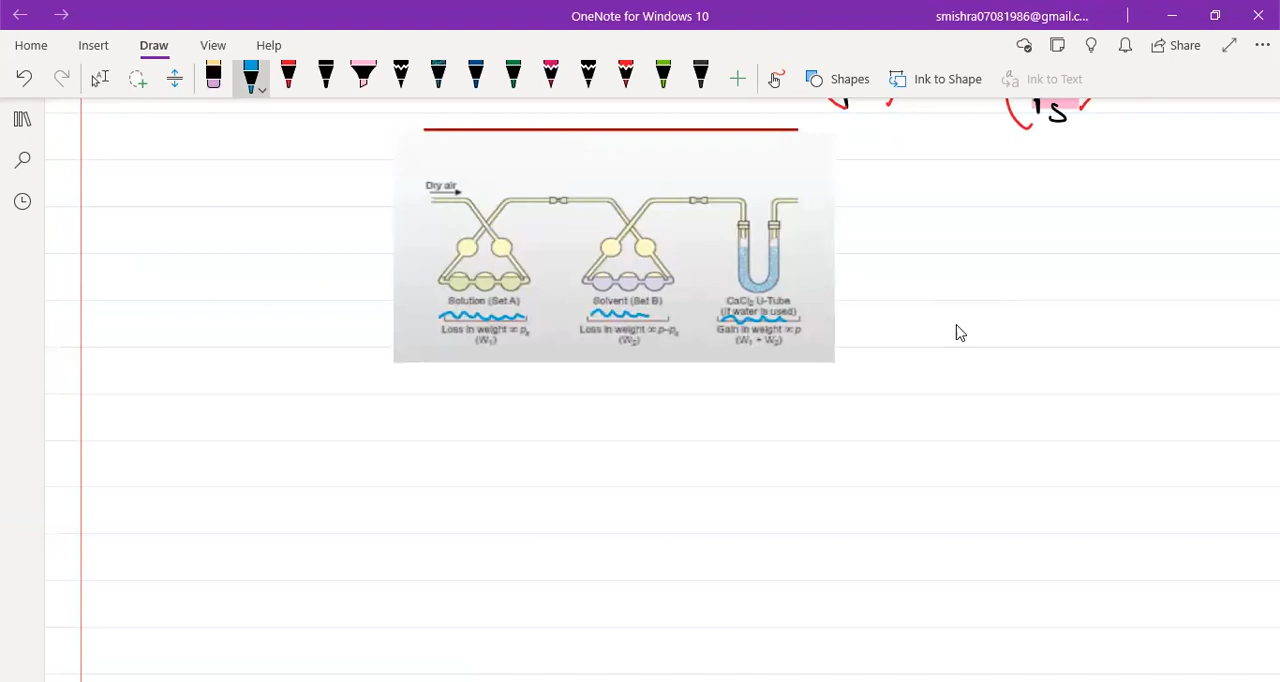 OneNote for Windows 10
smishra07081986@gmail.c...
Home Insert Draw View Help
Share
Shapes Ink to Shape Ink to Text
s
Dry air
Solution (Set A) Solvent (Set B) CaCl₂ U-Tube
(If water is used)
Loss in weight ∝ pₛ Loss in weight ∝ p-pₛ Gain in weight ∝ p
(W₁) (W₂) (W₁ + W₂)